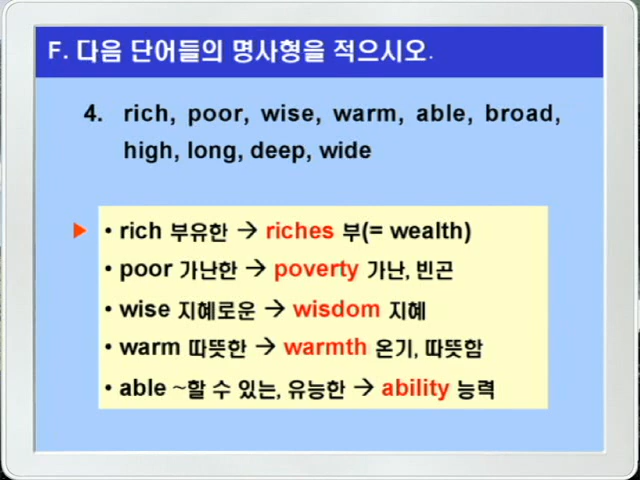 F. 다음 단어들의 명사형을 적으시오.
4. rich, poor, wise, warm, able, broad,
high, long, deep, wide
• rich 부유한 → riches 부(= wealth)
• poor 가난한 → poverty 가난, 빈곤
• wise 지혜로운 → wisdom 지혜
• warm 따뜻한 → warmth 온기, 따뜻함
• able ~할 수 있는, 유능한 → ability 능력